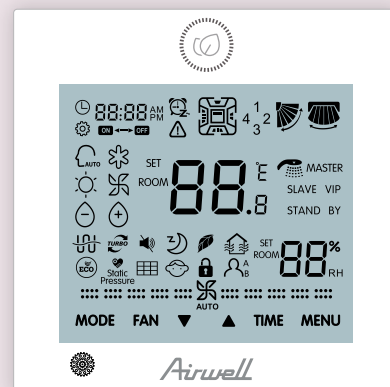 88:88 AM
PM
ON OFF
1
4 2
3
AUTO
SET
ROOM
88.8
°C
°F
MASTER
SLAVE VIP
STAND BY
TURBO
Z
ECO
Static
Pressure
A
B
SET
ROOM
88%
RH
AUTO
MODE FAN ▼ ▲ TIME MENU
Airwell